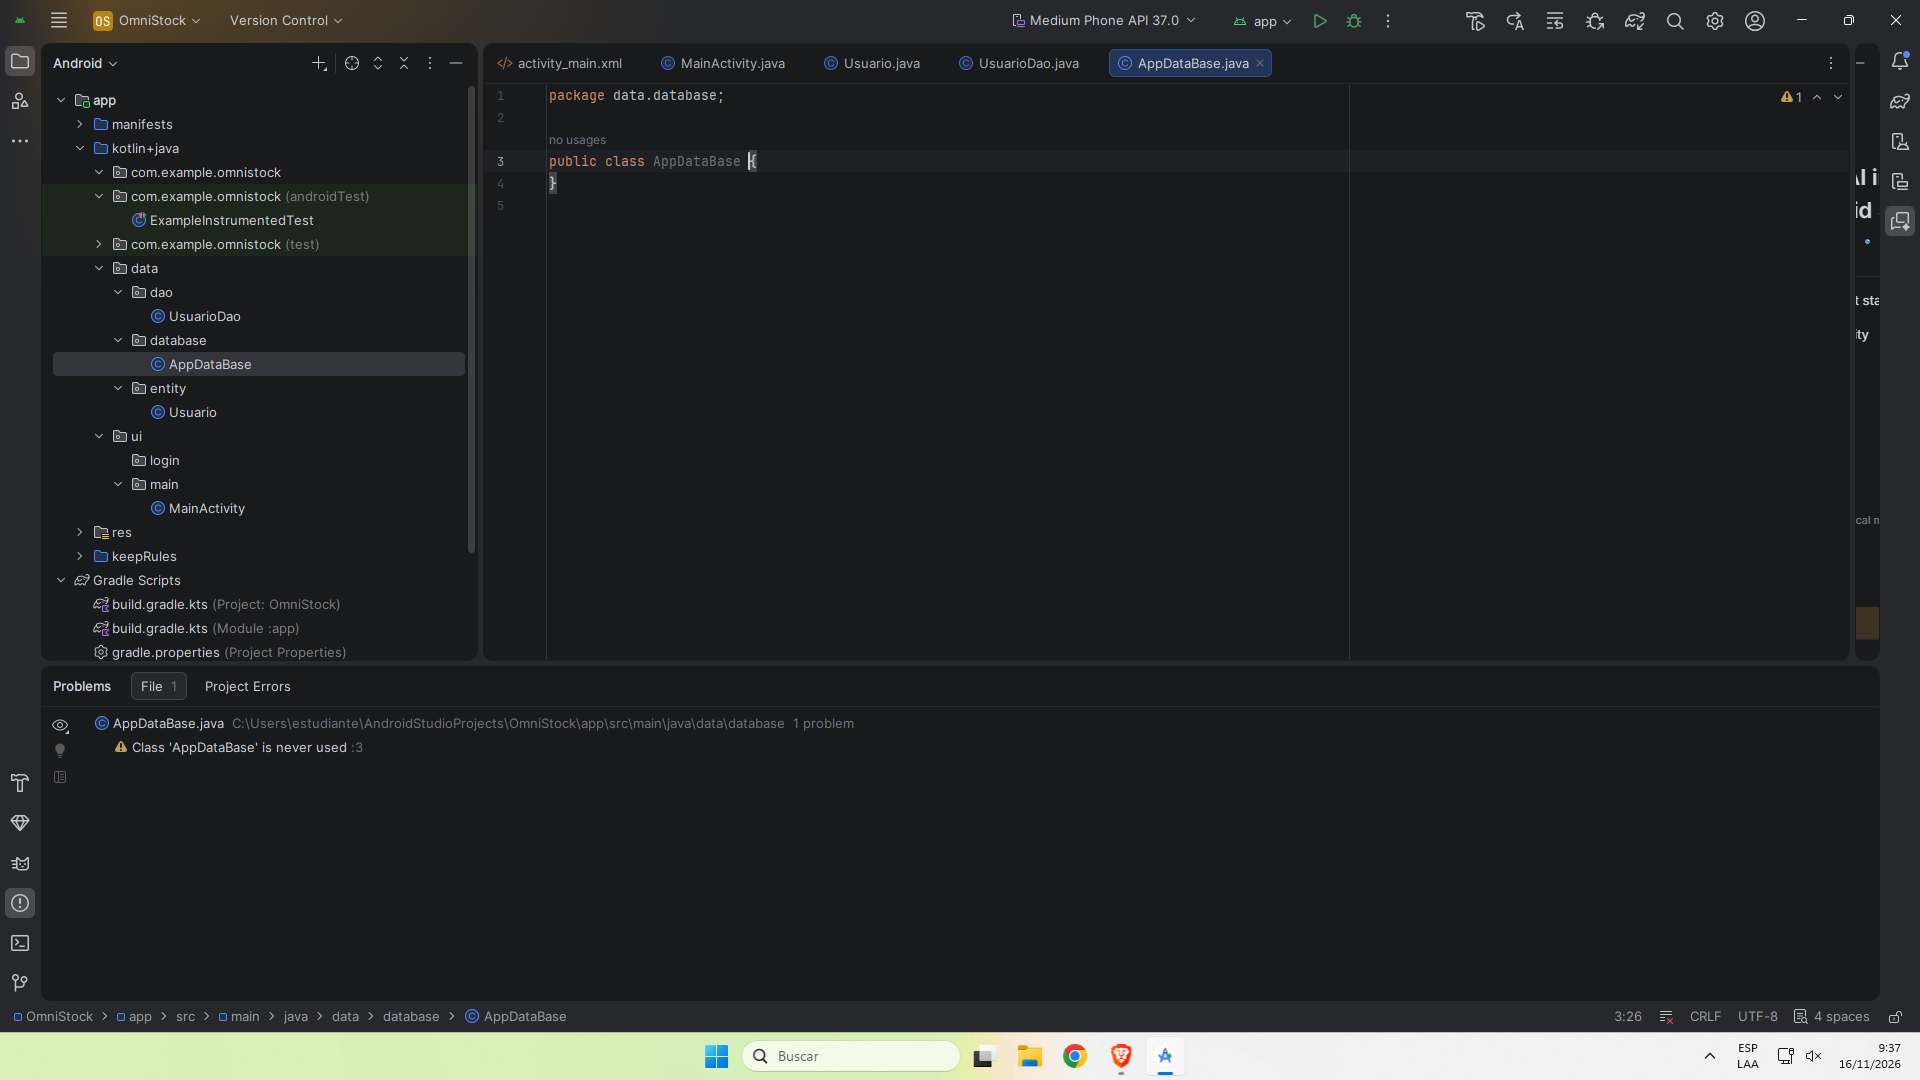 OS OmniStock Version Control Medium Phone API 37.0 app
Android
app
manifests
kotlin+java
com.example.omnistock
com.example.omnistock (androidTest)
ExampleInstrumentedTest
com.example.omnistock (test)
data
dao
UsuarioDao
database
AppDataBase
entity
Usuario
ui
login
main
MainActivity
res
keepRules
Gradle Scripts
build.gradle.kts (Project: OmniStock)
build.gradle.kts (Module :app)
gradle.properties (Project Properties)
activity_main.xml MainActivity.java Usuario.java UsuarioDao.java AppDataBase.java
1 package data.database;
2
no usages
3 public class AppDataBase {
4 }
5
1
AI i
id
t sta
ity
cal m
Problems File 1 Project Errors
AppDataBase.java C:\Users\estudiante\AndroidStudioProjects\OmniStock\app\src\main\java\data\database 1 problem
Class 'AppDataBase' is never used :3
OmniStock > app > src > main > java > data > database > AppDataBase 3:26 CRLF UTF-8 4 spaces
Buscar
ESP
LAA
9:37
16/11/2026